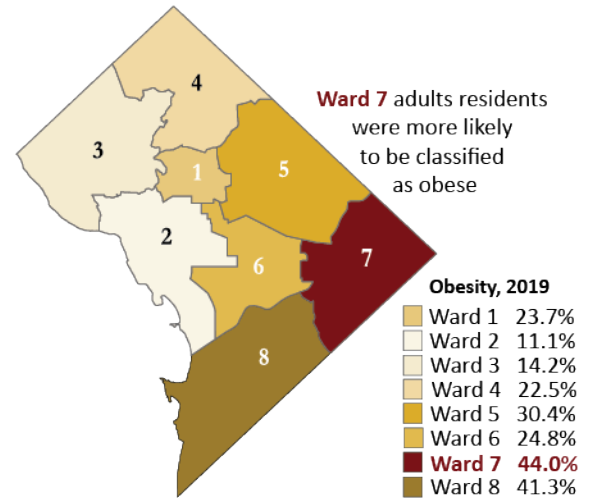 4
Ward 7 adults residents
were more likely
to be classified
as obese
3
1
5
2
6
7
8
Obesity, 2019
Ward 1 23.7%
Ward 2 11.1%
Ward 3 14.2%
Ward 4 22.5%
Ward 5 30.4%
Ward 6 24.8%
Ward 7 44.0%
Ward 8 41.3%